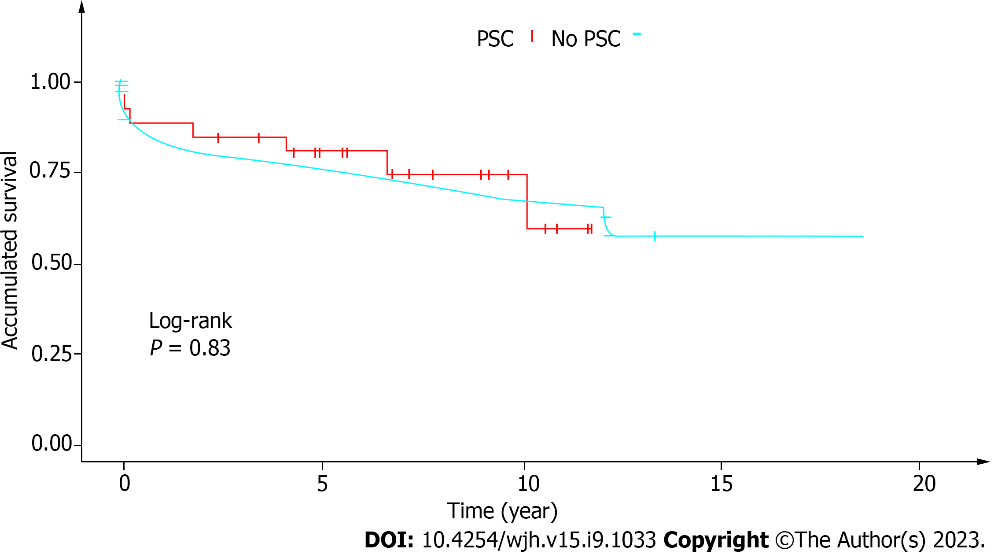 PSC No PSC
1.00
0.75
0.50
0.25
0.00
Accumulated survival
Log-rank
P = 0.83
0 5 10 15 20
Time (year)
DOI: 10.4254/wjh.v15.i9.1033 Copyright ©The Author(s) 2023.